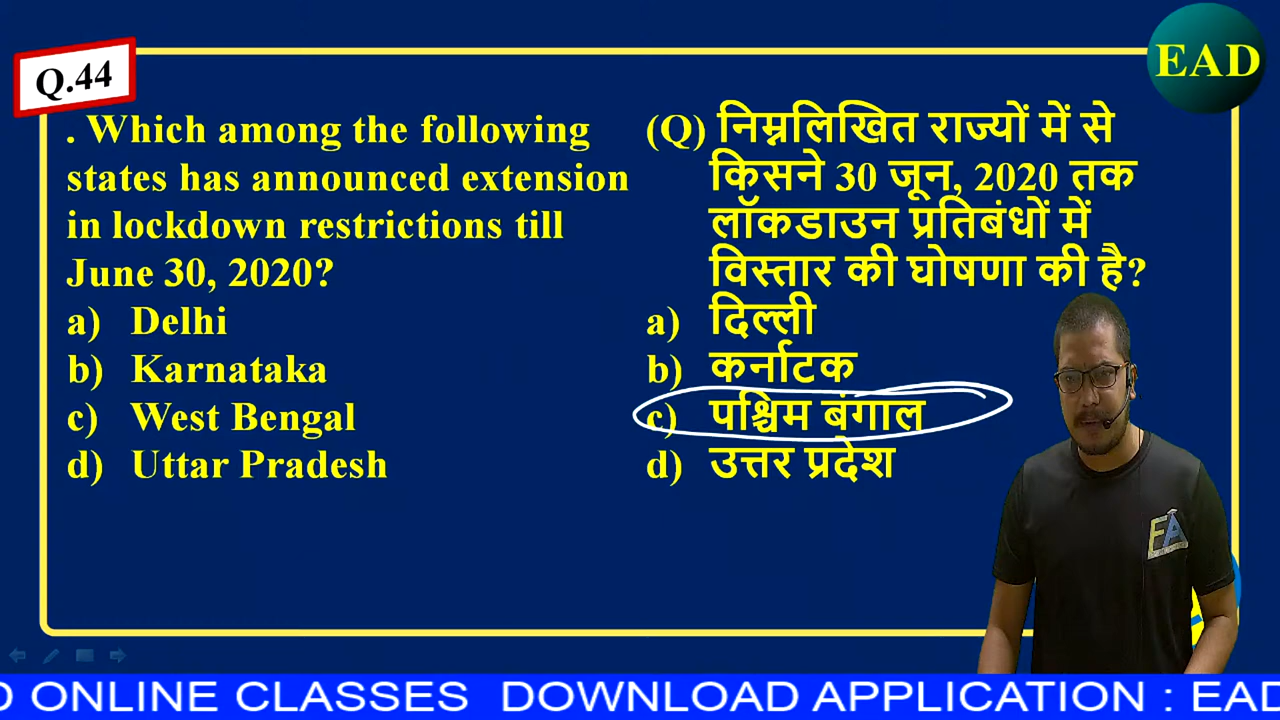 Q.44
EAD
. Which among the following
states has announced extension
in lockdown restrictions till
June 30, 2020?
a) Delhi
b) Karnataka
c) West Bengal
d) Uttar Pradesh
(Q) निम्नलिखित राज्यों में से
किसने 30 जून, 2020 तक
लॉकडाउन प्रतिबंधों में
विस्तार की घोषणा की है?
a) दिल्ली
b) कर्नाटक
c) पश्चिम बंगाल
d) उत्तर प्रदेश
EA
D ONLINE CLASSES DOWNLOAD APPLICATION : EAD